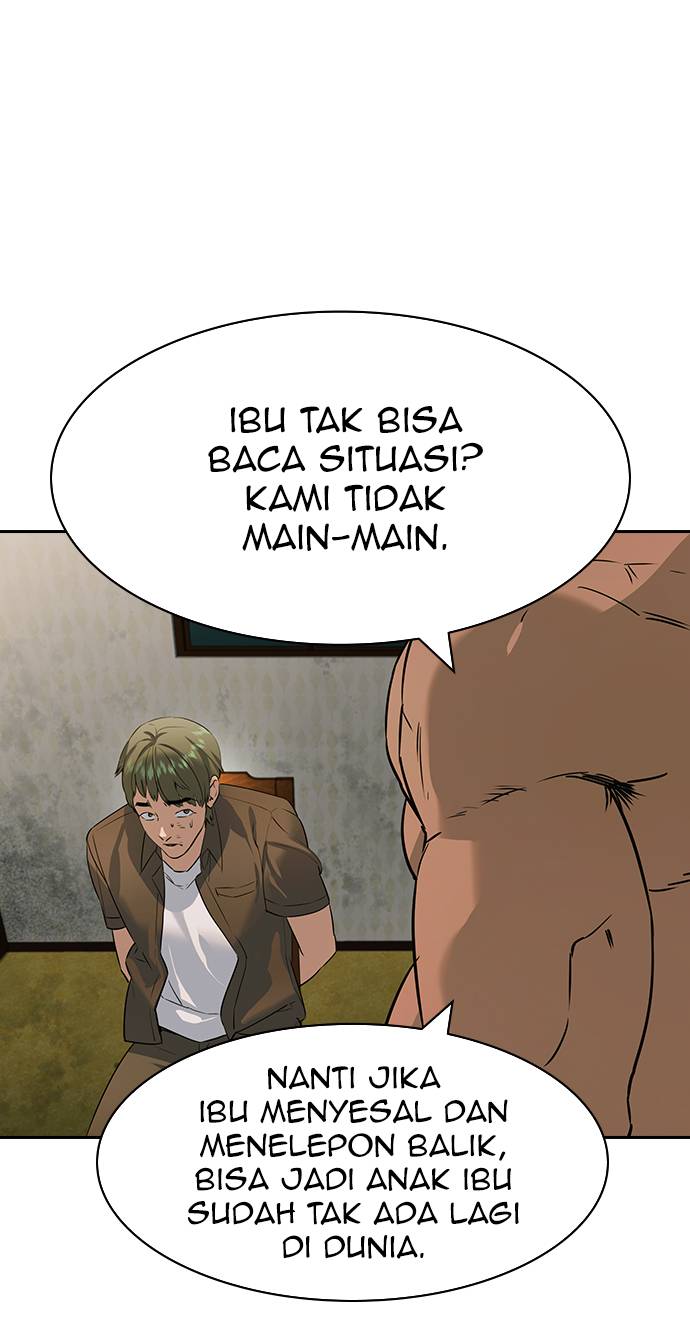 IBU TAK BISA
BACA SITUASI?
KAMI TIDAK
MAIN-MAIN.
NANTI JIKA
IBU MENYESAL DAN
MENELEPON BALIK,
BISA JADI ANAK IBU
SUDAH TAK ADA LAGI
DI DUNIA.